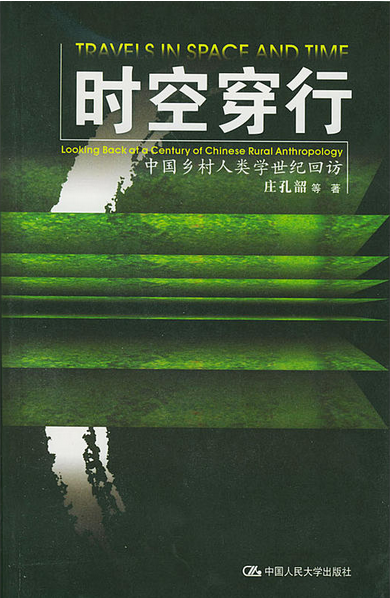 TRAVELS IN SPACE AND TIME
时空穿行
Looking Back at a Century of Chinese Rural Anthropology
中国乡村人类学世纪回访
庄孔韶 等 著
中国人民大学出版社